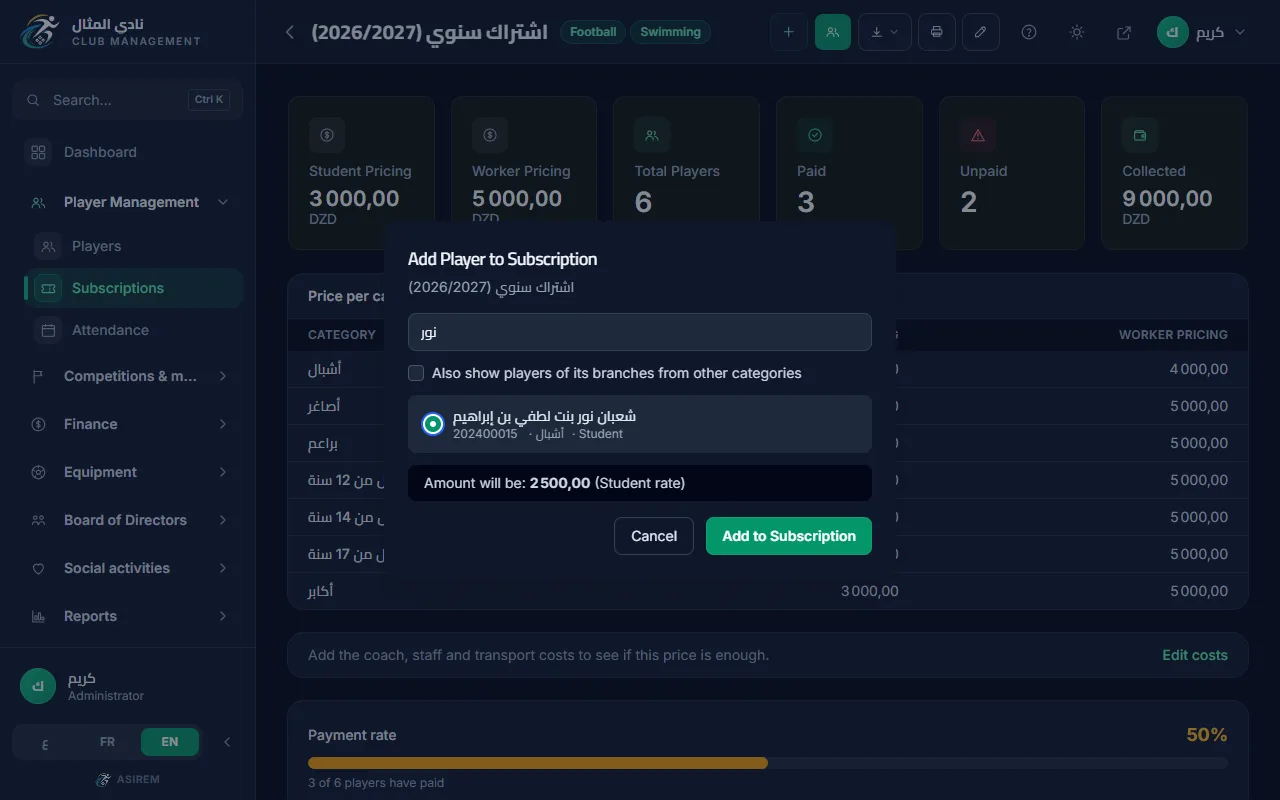 نادي المثال
CLUB MANAGEMENT
Search...
Ctrl K
Dashboard
Player Management
Players
Subscriptions
Attendance
Competitions & m...
Finance
Equipment
Board of Directors
Social activities
Reports
ك
كريم
Administrator
ع
FR
EN
ASIREM
اشتراك سنوي (2026/2027)
Football
Swimming
ك
كريم
Student Pricing
3 000,00
DZD
Worker Pricing
5 000,00
DZD
Total Players
6
Paid
3
Unpaid
2
Collected
9 000,00
DZD
Price per ca
CATEGORY
WORKER PRICING
أشبال
4 000,00
أصاغر
5 000,00
براعم
5 000,00
ل من 12 سنة
5 000,00
ل من 14 سنة
5 000,00
ل من 17 سنة
5 000,00
أكابر
3 000,00
5 000,00
Add Player to Subscription
اشتراك سنوي (2026/2027)
نور
Also show players of its branches from other categories
شعبان نور بنت لطفي بن إبراهيم
202400015 · أشبال · Student
Amount will be: 2 500,00 (Student rate)
Cancel
Add to Subscription
Add the coach, staff and transport costs to see if this price is enough.
Edit costs
Payment rate
50%
3 of 6 players have paid